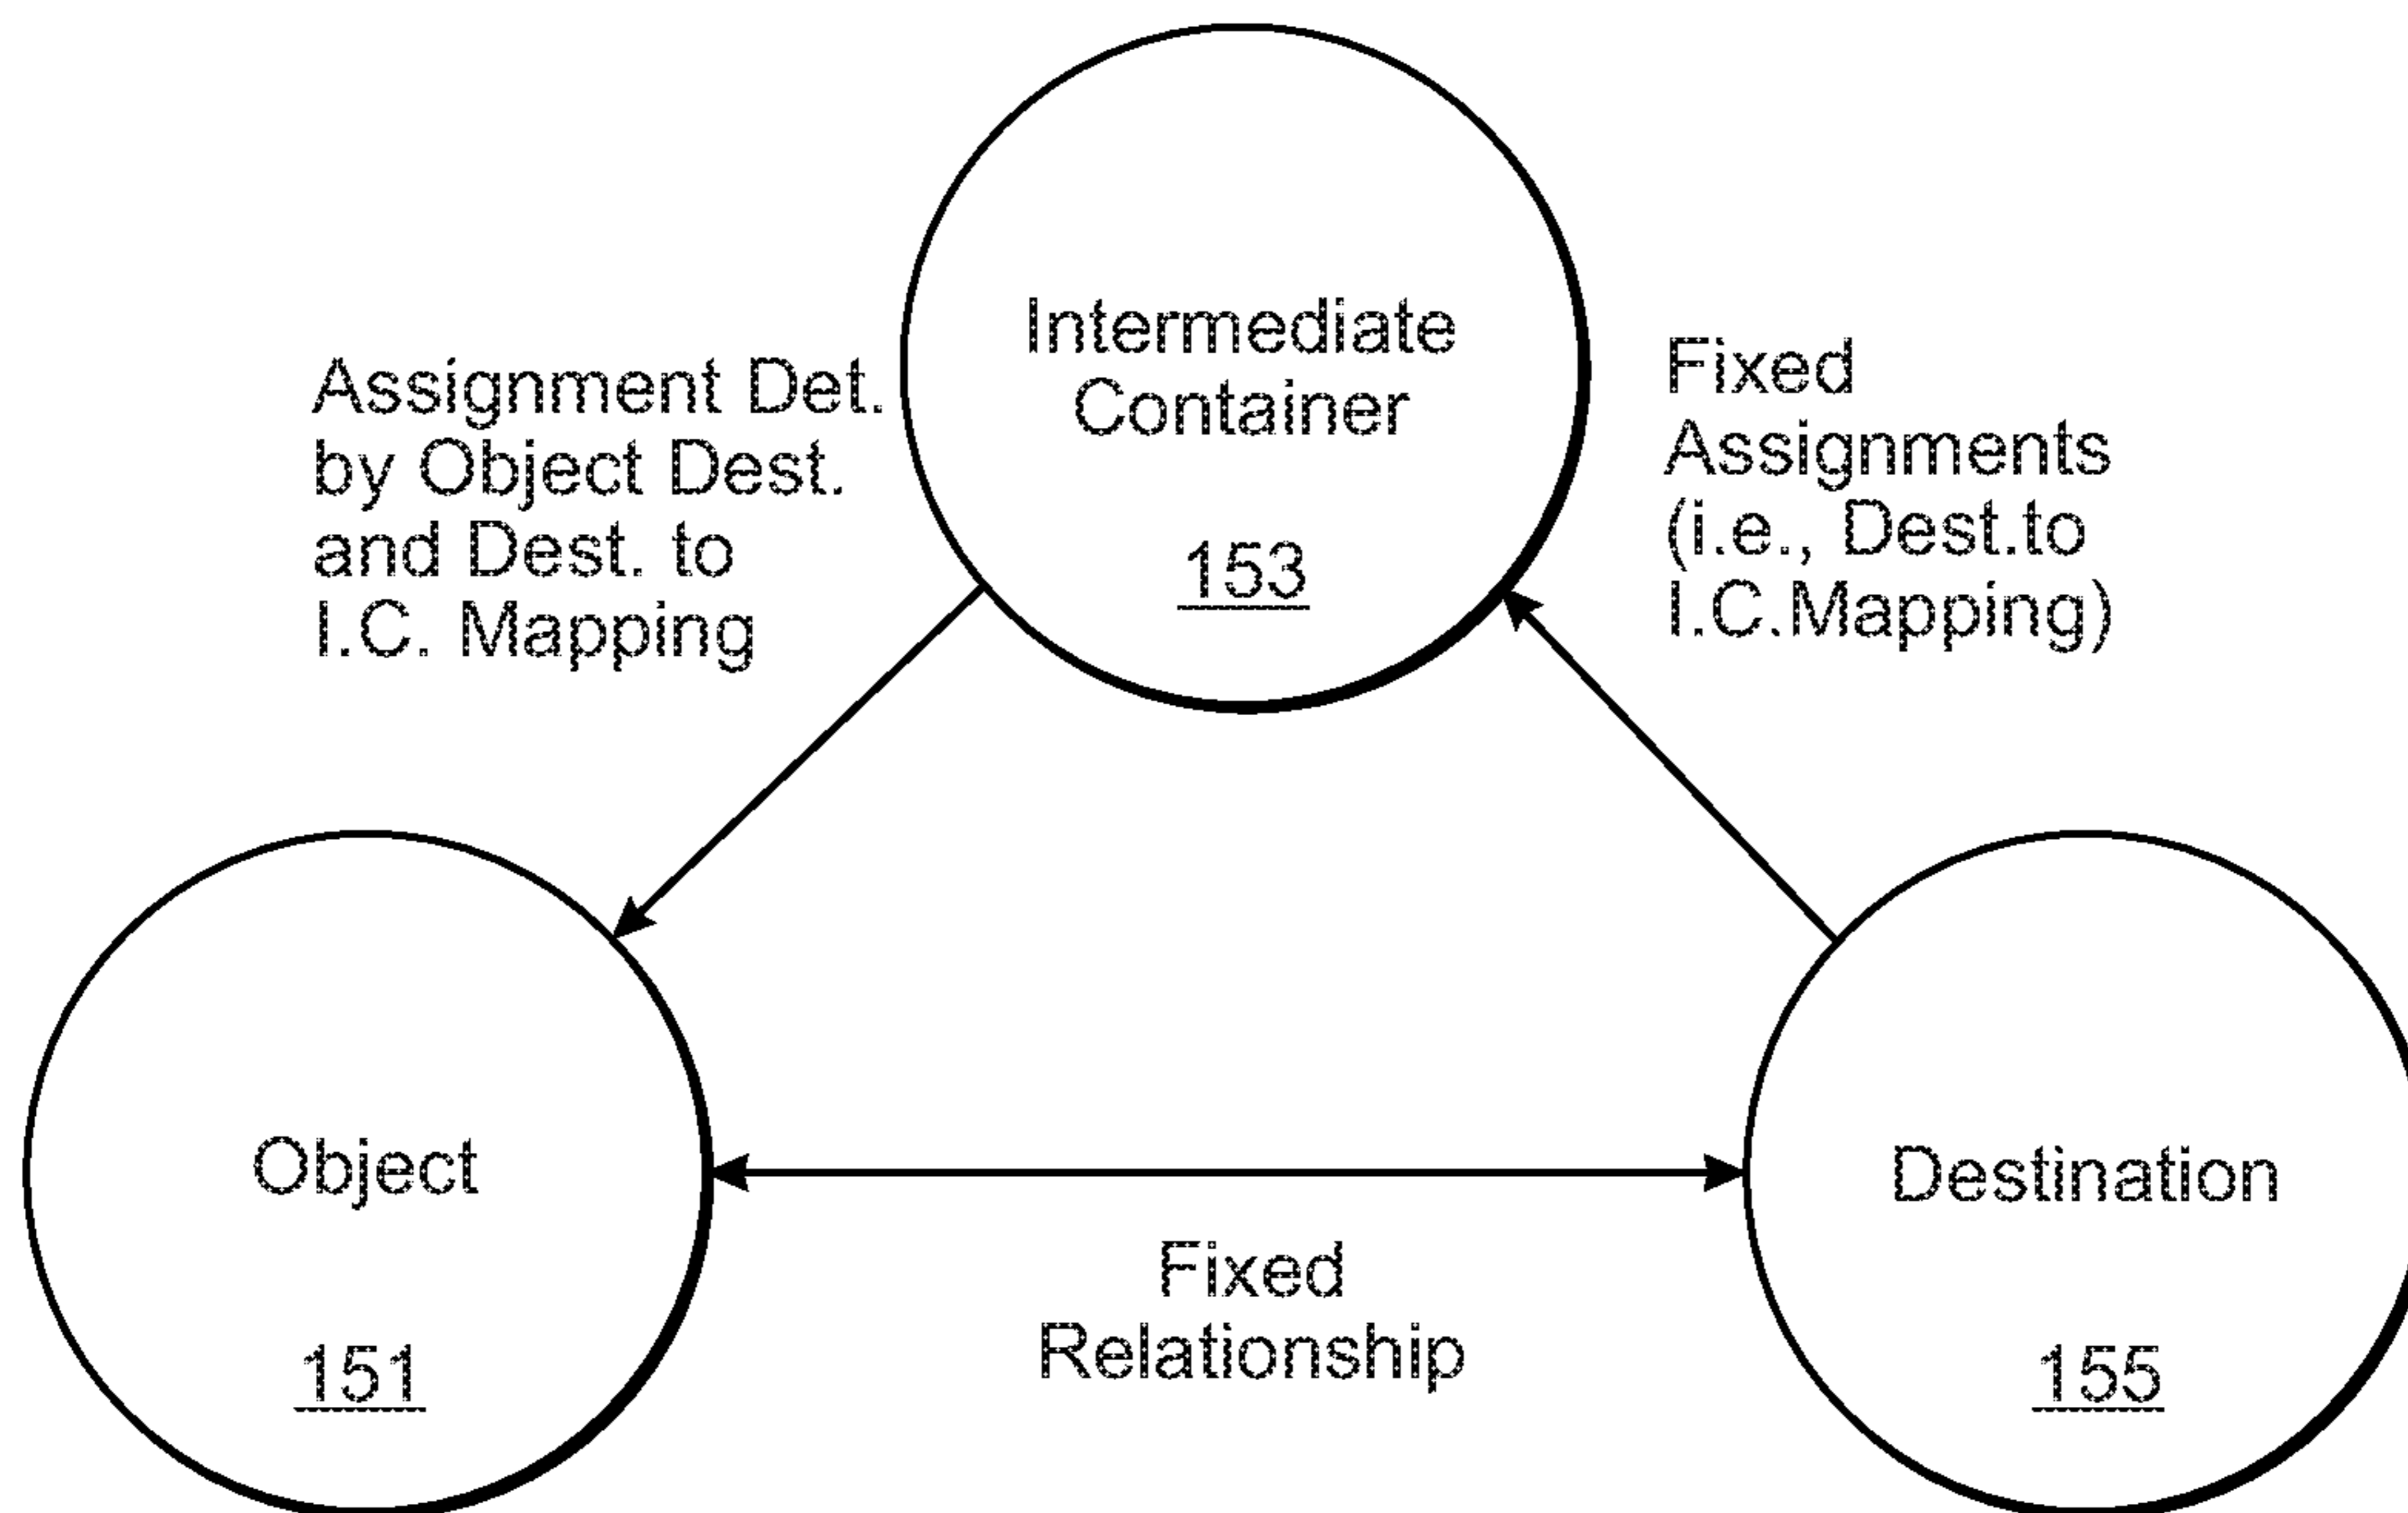 Intermediate
Container
153
Assignment Det.
by Object Dest.
and Dest. to
I.C. Mapping
Fixed
Assignments
(i.e., Dest.to
I.C.Mapping)
Object
151
Fixed
Relationship
Destination
155